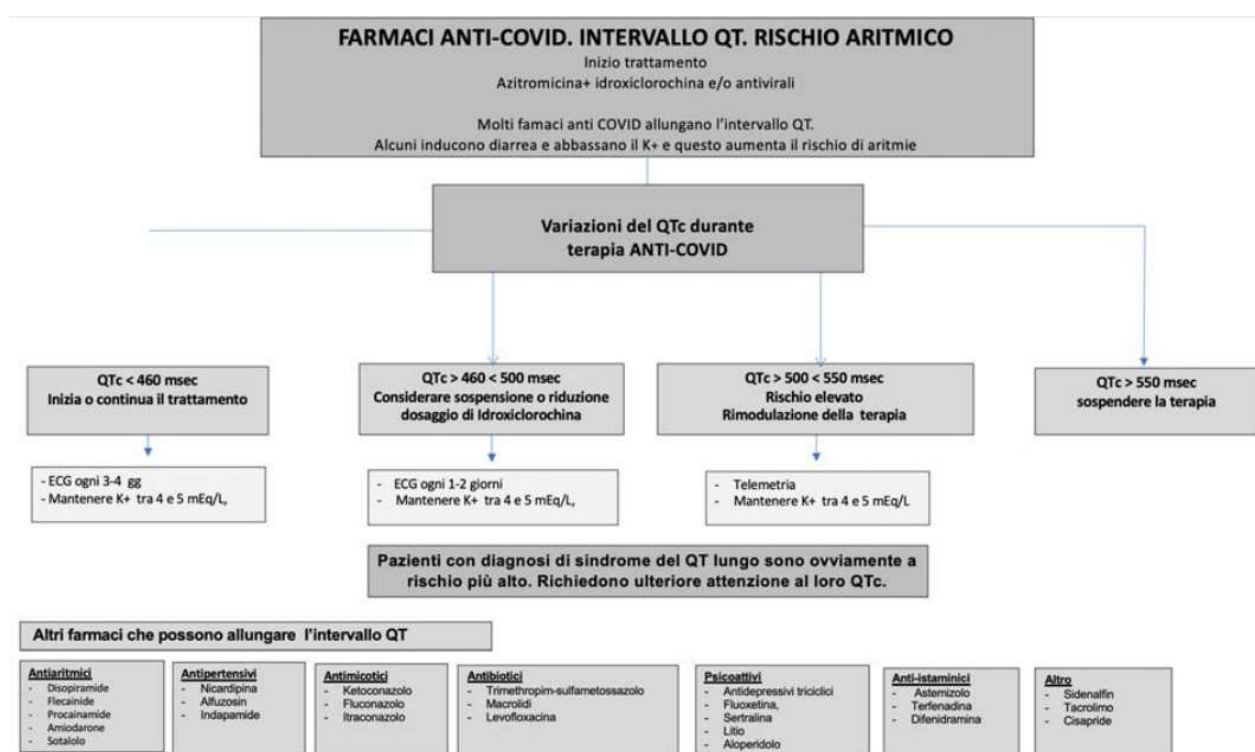 FARMACI ANTI-COVID. INTERVALLO QT. RISCHIO ARITMICO
Inizio trattamento
Azitromicina+ idroxiclorochina e/o antivirali
Molti famaci anti COVID allungano l'intervallo QT.
Alcuni inducono diarrea e abbassano il K+ e questo aumenta il rischio di aritmie
Variazioni del QTc durante
terapia ANTI-COVID
QTc < 460 msec
Inizia o continua il trattamento
QTc > 460 < 500 msec
Considerare sospensione o riduzione
dosaggio di Idroxiclorochina
QTc > 500 < 550 msec
Rischio elevato
Rimodulazione della terapia
QTc > 550 msec
sospendere la terapia
- ECG ogni 3-4 gg
- Mantenere K+ tra 4 e 5 mEq/L,
- ECG ogni 1-2 giorni
- Mantenere K+ tra 4 e 5 mEq/L,
- Telemetria
- Mantenere K+ tra 4 e 5 mEq/L
Pazienti con diagnosi di sindrome del QT lungo sono ovviamente a
rischio più alto. Richiedono ulteriore attenzione al loro QTc.
Altri farmaci che possono allungare l'intervallo QT
Antiaritmici
- Disopiramide
- Flecainide
- Procainamide
- Amiodarone
- Sotalolo
Antipertensivi
- Nicardipina
- Alfuzosin
- Indapamide
Antimicotici
- Ketoconazolo
- Fluconazolo
- Itraconazolo
Antibiotici
- Trimethropim-sulfametossazolo
- Macrolidi
- Levofloxacina
Psicoattivi
- Antidepressivi triciclici
- Fluoxetina,
- Sertralina
- Litio
- Aloperidolo
Anti-istaminici
- Astemizolo
- Terfenadina
- Difenidramina
Altro
- Sidenalfin
- Tacrolimo
- Cisapride